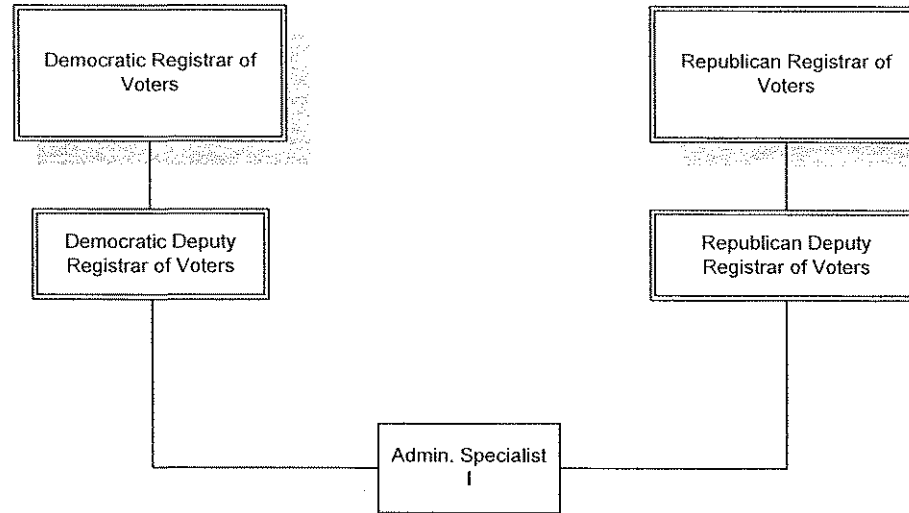 Democratic Registrar of
Voters
Republican Registrar of
Voters
Democratic Deputy
Registrar of Voters
Republican Deputy
Registrar of Voters
Admin. Specialist
I